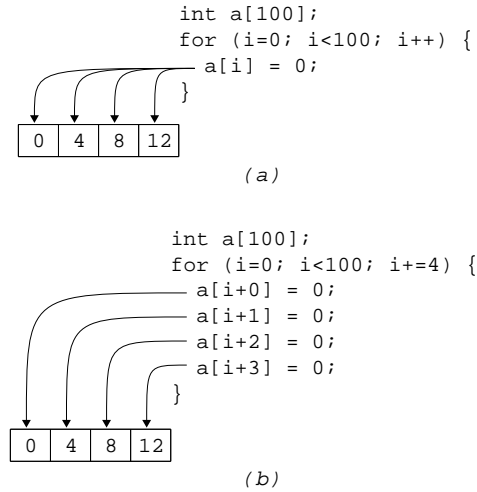 int a[100];
for (i=0; i<100; i++) {
a[i] = 0;
}
0 4 8 12
(a)
int a[100];
for (i=0; i<100; i+=4) {
a[i+0] = 0;
a[i+1] = 0;
a[i+2] = 0;
a[i+3] = 0;
}
0 4 8 12
(b)